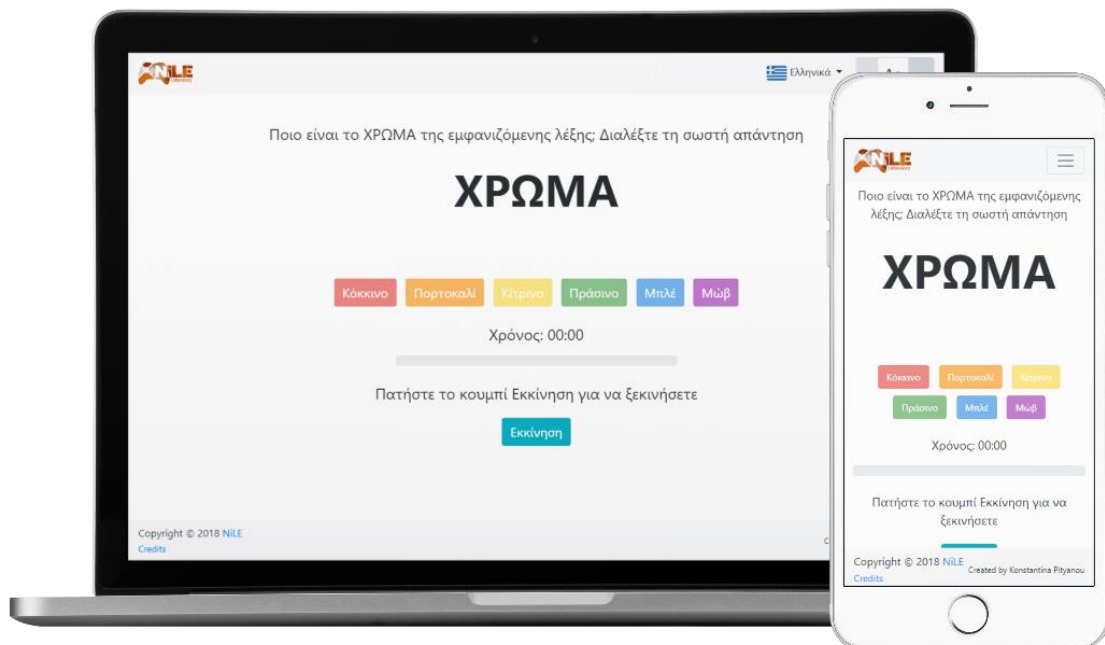 NiLE
Ελληνικά
Ποιο είναι το ΧΡΩΜΑ της εμφανιζόμενης λέξης; Διαλέξτε τη σωστή απάντηση
ΧΡΩΜΑ
Κόκκινο Πορτοκαλί Κίτρινο Πράσινο Μπλέ Μώβ
Χρόνος: 00:00
Πατήστε το κουμπί Εκκίνηση για να ξεκινήσετε
Εκκίνηση
Copyright © 2018 NiLE
Credits
NiLE
Ποιο είναι το ΧΡΩΜΑ της εμφανιζόμενης
λέξης; Διαλέξτε τη σωστή απάντηση
ΧΡΩΜΑ
Κόκκινο Πορτοκαλί Κίτρινο
Πράσινο Μπλέ Μώβ
Χρόνος: 00:00
Πατήστε το κουμπί Εκκίνηση για να
ξεκινήσετε
Copyright © 2018 NiLE
Credits
Created by Konstantina Pityanou